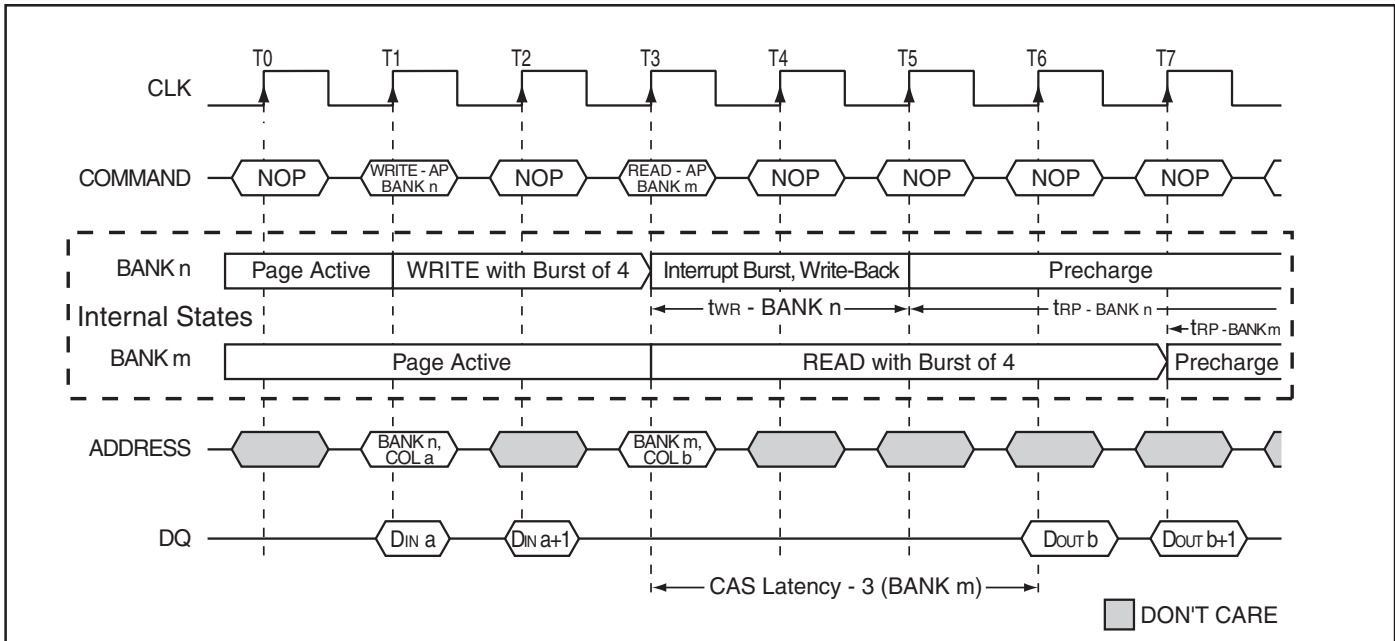 T0 T1 T2 T3 T4 T5 T6 T7
CLK
COMMAND NOP WRITE - AP BANK n NOP READ - AP BANK m NOP NOP NOP NOP
BANK n Page Active WRITE with Burst of 4 Interrupt Burst, Write-Back Precharge
tWR - BANK n tRP - BANK n
Internal States
tRP - BANK m
BANK m Page Active READ with Burst of 4 Precharge
ADDRESS BANK n, COL a BANK m, COL b
DQ DIN a DIN a+1 DOUT b DOUT b+1
CAS Latency - 3 (BANK m)
DON'T CARE